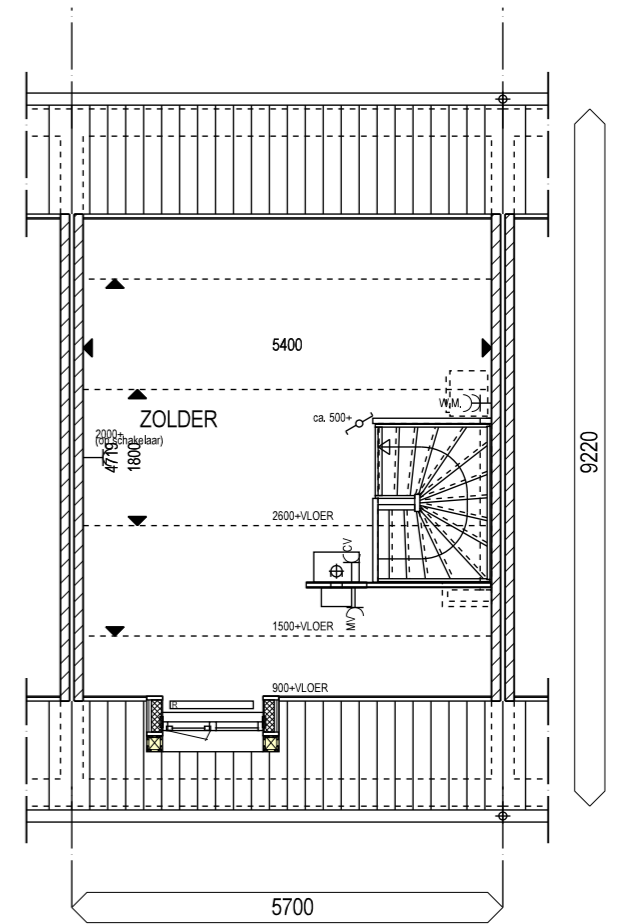 5400
W.M.
ca. 500+
ZOLDER
2000+
(op schakelaar)
4719
1800
9220
2600+VLOER
CV
MV
1500+VLOER
900+VLOER
R
5700